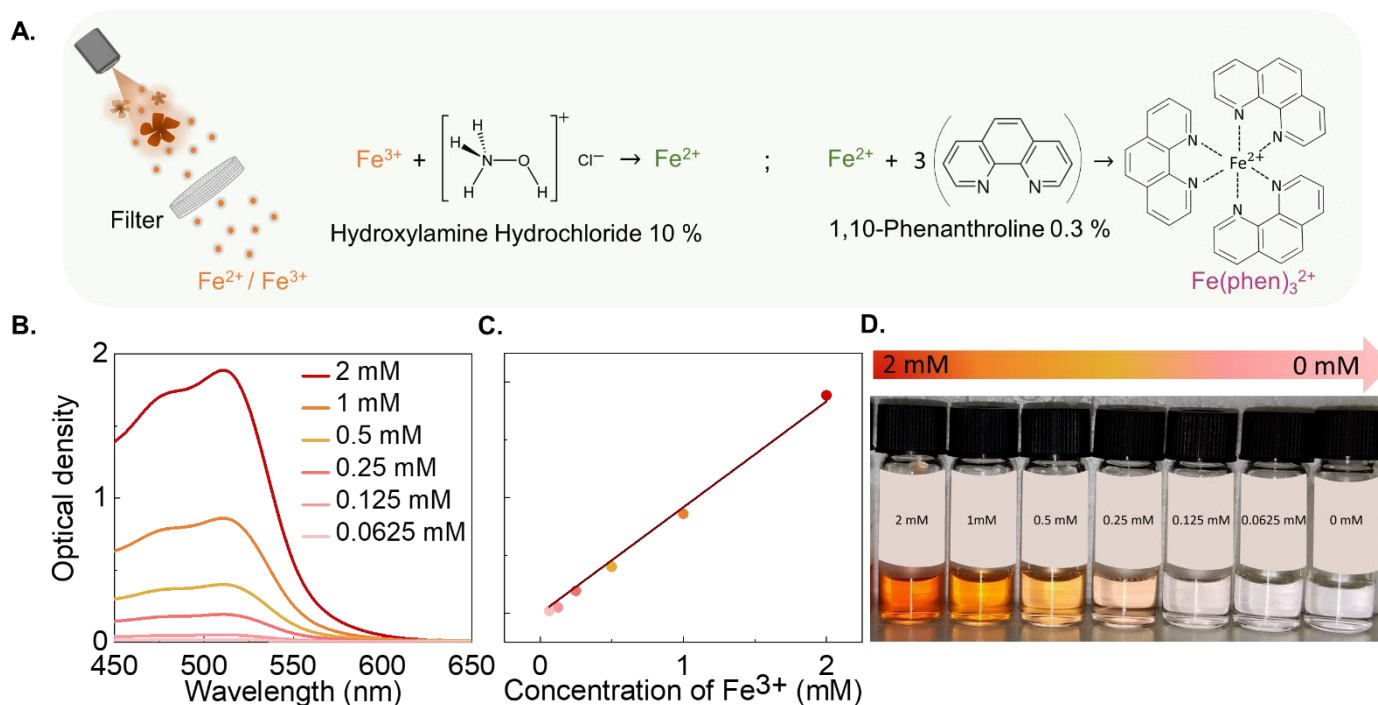 A.
Filter
Fe²⁺ / Fe³⁺
Fe³⁺ + [H H H N O H]⁺ Cl⁻ → Fe²⁺ ; Fe²⁺ + 3 (N N) →
Hydroxylamine Hydrochloride 10 %
1,10-Phenanthroline 0.3 %
N N N Fe²⁺ N N N
Fe(phen)₃²⁺
B.
Optical density
2
1
0
2 mM
1 mM
0.5 mM
0.25 mM
0.125 mM
0.0625 mM
450 500 550 600 650
Wavelength (nm)
C.
0 1 2
Concentration of Fe³⁺ (mM)
D.
2 mM 0 mM
2 mM 1mM 0.5 mM 0.25 mM 0.125 mM 0.0625 mM 0 mM